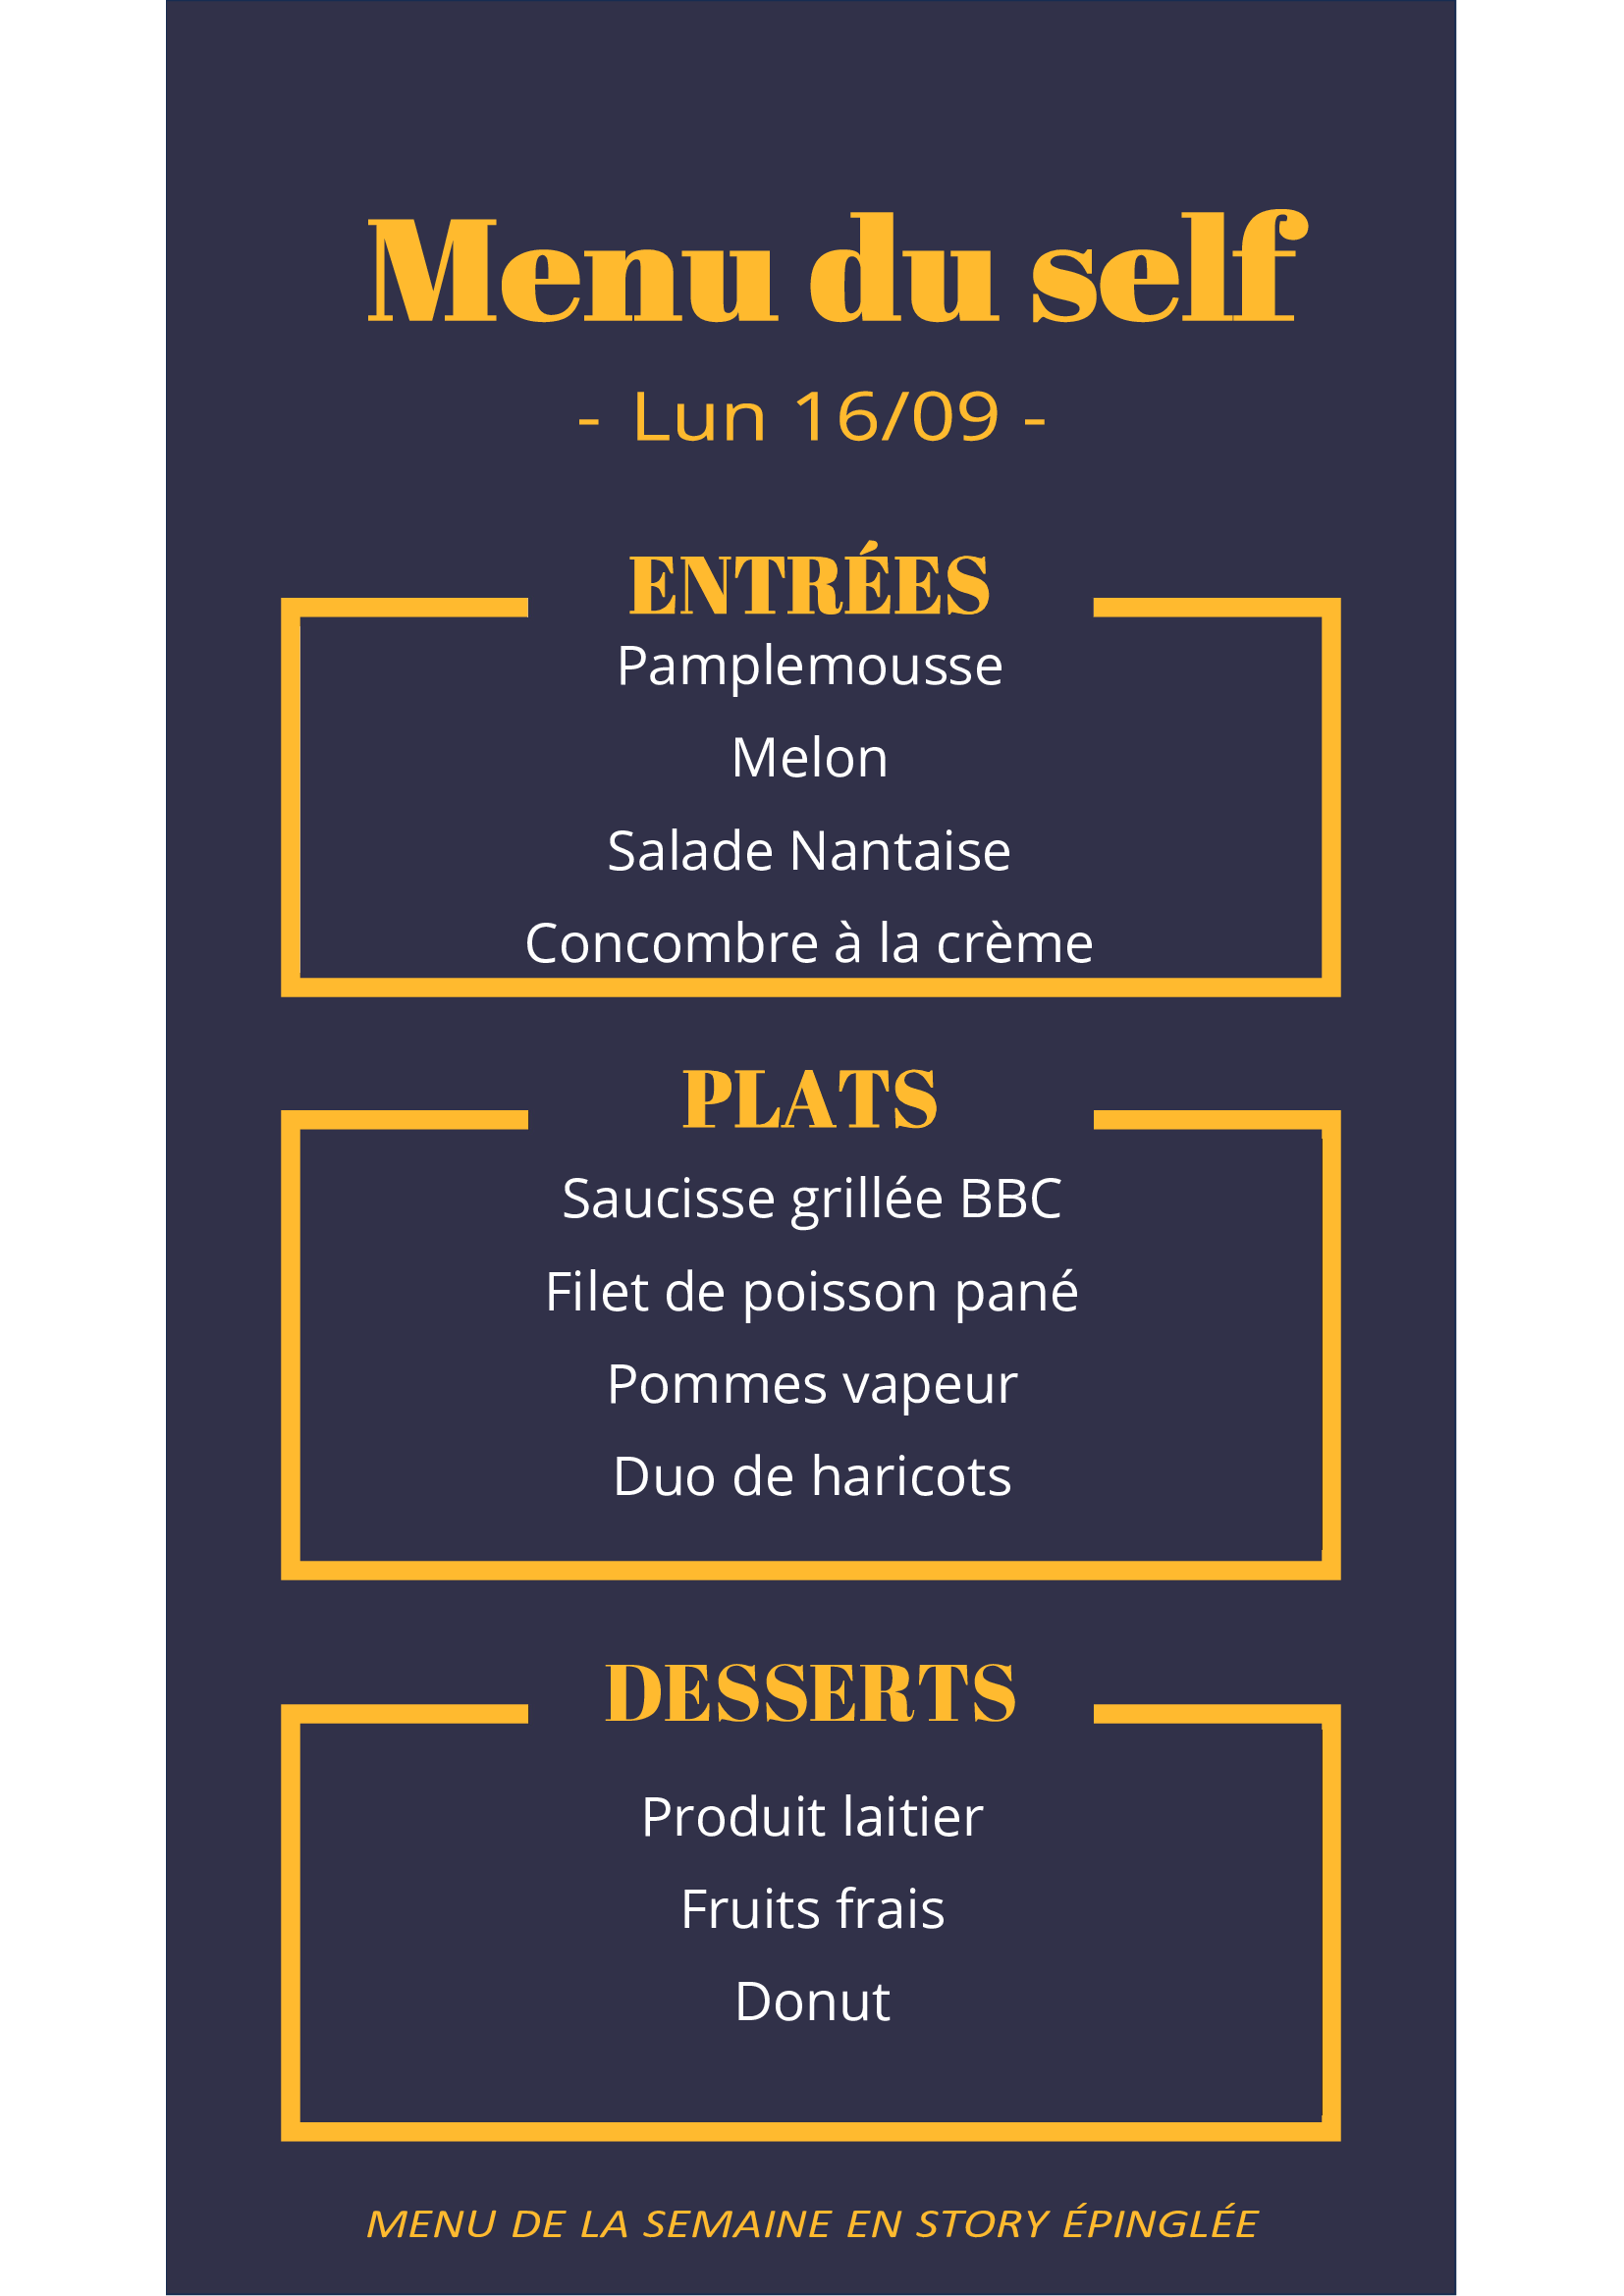 Menu du self
- Lun 16/09 -
ENTRÉES
Pamplemousse
Melon
Salade Nantaise
Concombre à la crème
PLATS
Saucisse grillée BBC
Filet de poisson pané
Pommes vapeur
Duo de haricots
DESSERTS
Produit laitier
Fruits frais
Donut
MENU DE LA SEMAINE EN STORY ÉPINGLÉE